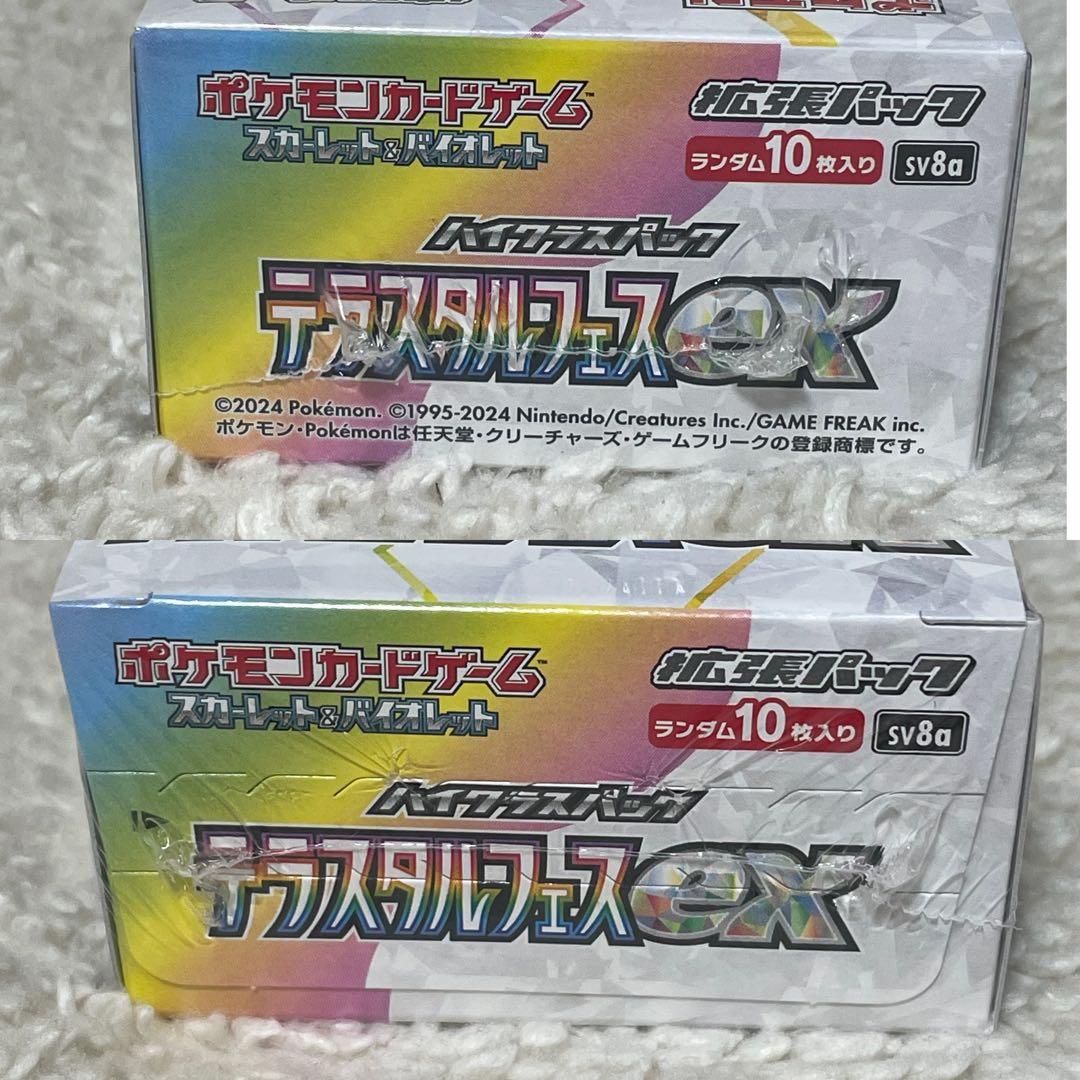 ポケモンカードゲーム™
スカーレット&バイオレット
拡張パック
ランダム10枚入り
sv8a
ハイクラスパック
テラスタルフェスex
©2024 Pokémon. ©1995-2024 Nintendo/Creatures Inc./GAME FREAK inc.
ポケモン・Pokémonは任天堂・クリーチャーズ・ゲームフリークの登録商標です。
ポケモンカードゲーム™
スカーレット&バイオレット
拡張パック
ランダム10枚入り
sv8a
ハイクラスパック
テラスタルフェスex